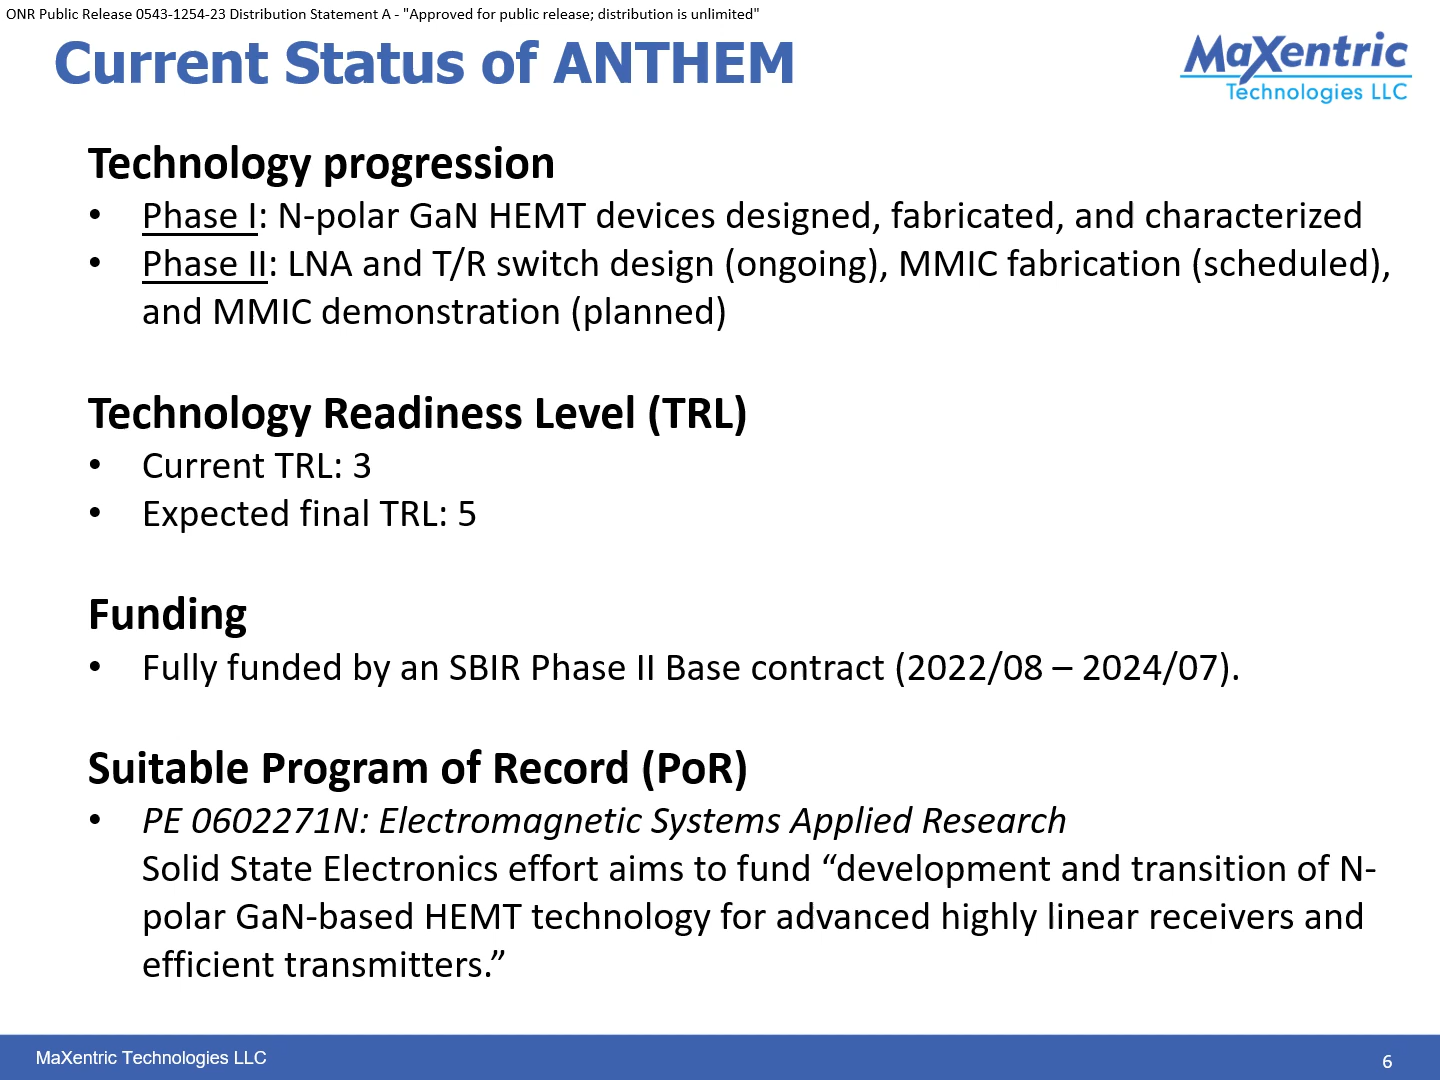 ONR Public Release 0543-1254-23 Distribution Statement A - "Approved for public release; distribution is unlimited"
Current Status of ANTHEM
MaXentric
Technologies LLC
Technology progression
• Phase I: N-polar GaN HEMT devices designed, fabricated, and characterized
• Phase II: LNA and T/R switch design (ongoing), MMIC fabrication (scheduled),
and MMIC demonstration (planned)
Technology Readiness Level (TRL)
• Current TRL: 3
• Expected final TRL: 5
Funding
• Fully funded by an SBIR Phase II Base contract (2022/08 – 2024/07).
Suitable Program of Record (PoR)
• PE 0602271N: Electromagnetic Systems Applied Research
Solid State Electronics effort aims to fund “development and transition of N-
polar GaN-based HEMT technology for advanced highly linear receivers and
efficient transmitters.”
MaXentric Technologies LLC
6